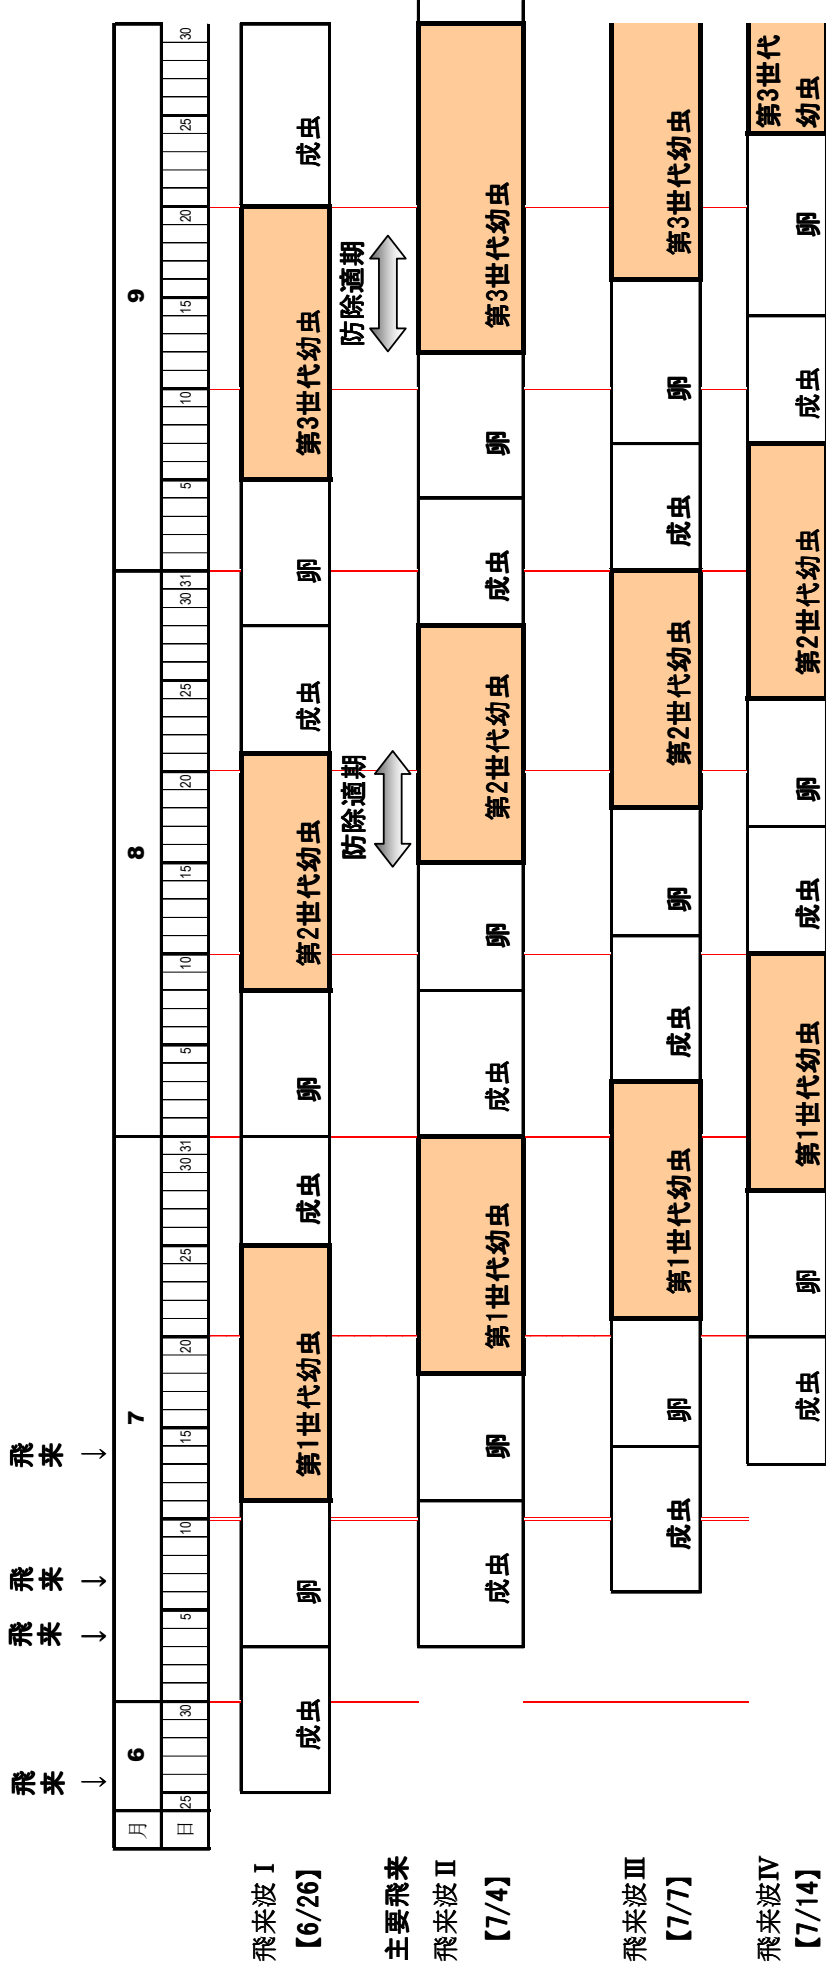 飛来 飛来 飛来 飛来
↓ ↓ ↓ ↓
月 6 7 8 9
日 25 30 5 10 15 20 25 30 31 5 10 15 20 25 30 31 5 10 15 20 25 30
飛来波Ⅰ
【6/26】
成虫 卵 第1世代幼虫 成虫 卵 第2世代幼虫 成虫 卵 第3世代幼虫 成虫
防除適期 防除適期
主要飛来
飛来波Ⅱ
【7/4】
成虫 卵 第1世代幼虫 成虫 卵 第2世代幼虫 成虫 卵 第3世代幼虫
飛来波Ⅲ
【7/7】
成虫 卵 第1世代幼虫 成虫 卵 第2世代幼虫 成虫 卵 第3世代幼虫
飛来波Ⅳ
【7/14】
成虫 卵 第1世代幼虫 成虫 卵 第2世代幼虫 成虫 卵 第3世代
幼虫